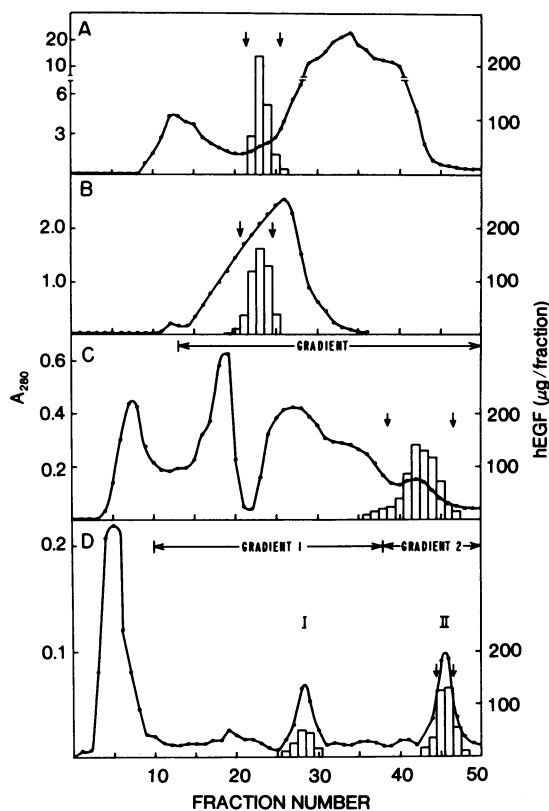 A
20
10
6
3
200
100
B
2.0
1.0
200
100
C
GRADIENT
0.6
0.4
0.2
200
100
A280
hEGF (μg/fraction)
D
GRADIENT 1
GRADIENT 2
0.2
0.1
I
II
200
100
10
20
30
40
50
FRACTION NUMBER